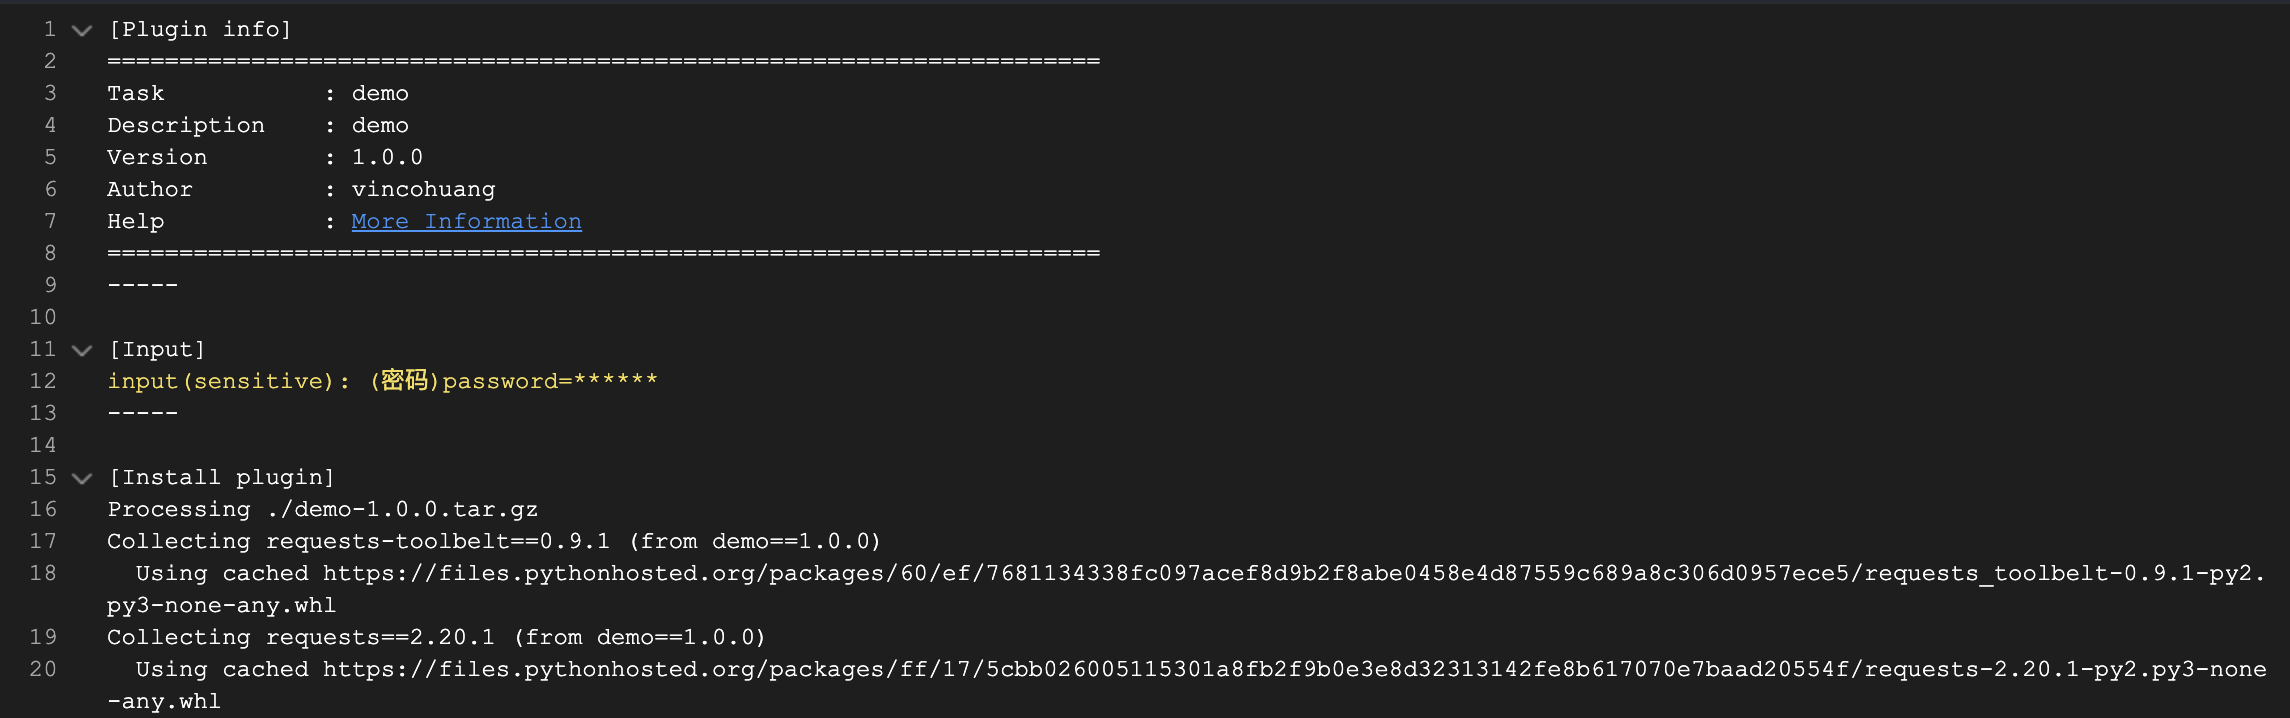 1 [Plugin info]
2 =====================================================================
3 Task : demo
4 Description : demo
5 Version : 1.0.0
6 Author : vincohuang
7 Help : More Information
8 =====================================================================
9 -----
10
11 [Input]
12 input(sensitive): (密码)password=******
13 -----
14
15 [Install plugin]
16 Processing ./demo-1.0.0.tar.gz
17 Collecting requests-toolbelt==0.9.1 (from demo==1.0.0)
18 Using cached https://files.pythonhosted.org/packages/60/ef/7681134338fc097acef8d9b2f8abe0458e4d87559c689a8c306d0957ece5/requests_toolbelt-0.9.1-py2.
py3-none-any.whl
19 Collecting requests==2.20.1 (from demo==1.0.0)
20 Using cached https://files.pythonhosted.org/packages/ff/17/5cbb026005115301a8fb2f9b0e3e8d32313142fe8b617070e7baad20554f/requests-2.20.1-py2.py3-none
-any.whl